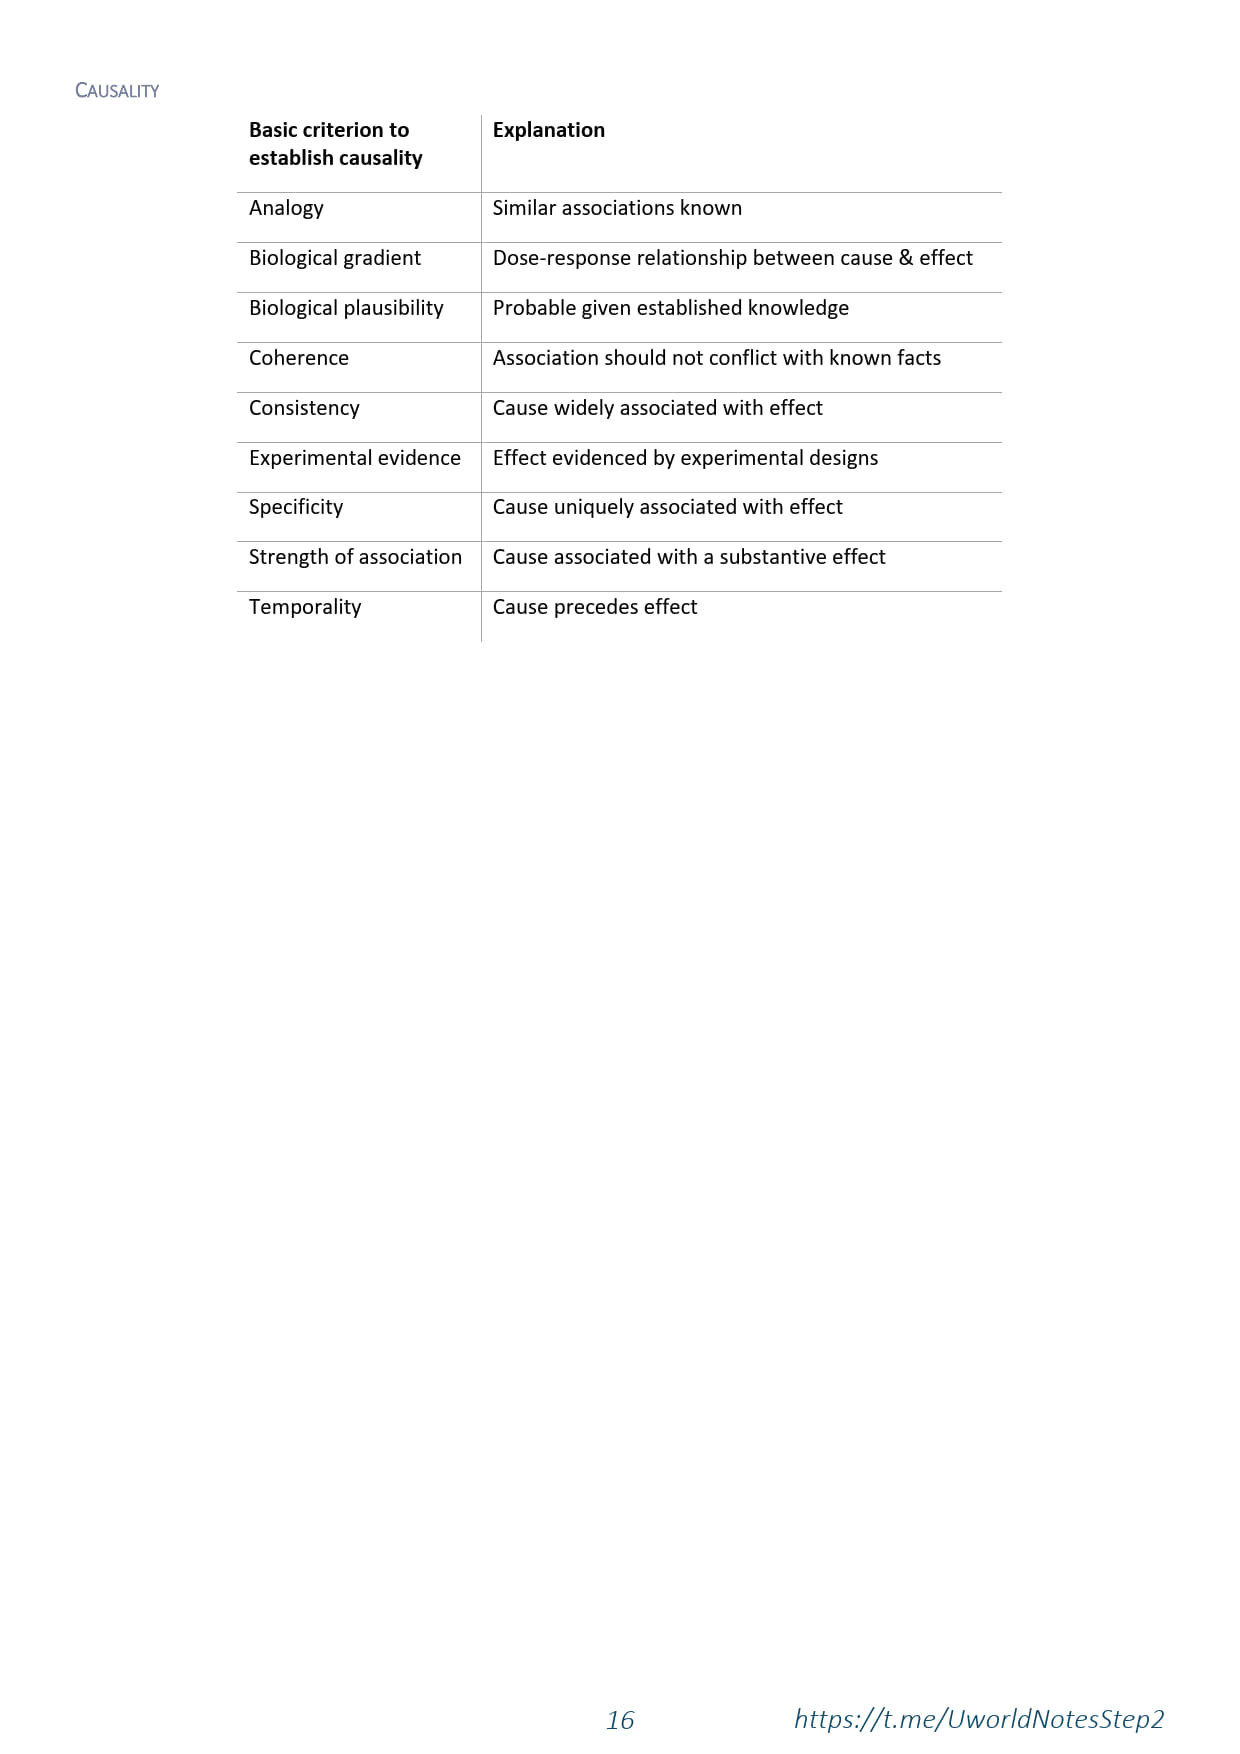 CAUSALITY
Basic criterion to Explanation
establish causality
Analogy Similar associations known
Biological gradient Dose-response relationship between cause & effect
Biological plausibility Probable given established knowledge
Coherence Association should not conflict with known facts
Consistency Cause widely associated with effect
Experimental evidence Effect evidenced by experimental designs
Specificity Cause uniquely associated with effect
Strength of association Cause associated with a substantive effect
Temporality Cause precedes effect
16 https://t.me/UworldNotesStep2